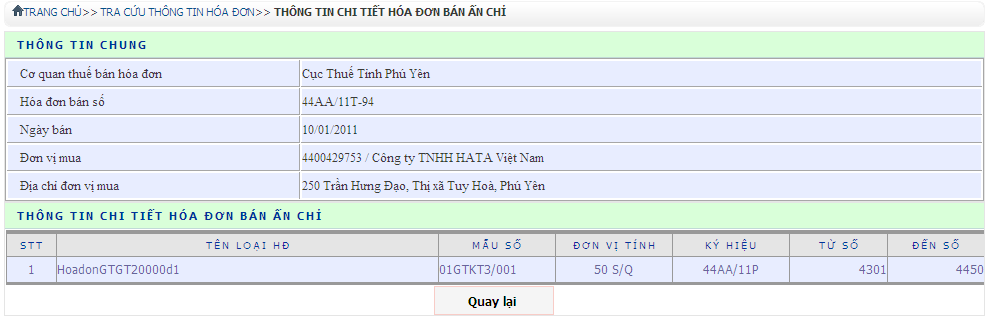 TRANG CHỦ>> TRA CỨU THÔNG TIN HÓA ĐƠN>> THÔNG TIN CHI TIẾT HÓA ĐƠN BÁN ẤN CHỈ
THÔNG TIN CHUNG
Cơ quan thuế bán hóa đơn Cục Thuế Tỉnh Phú Yên
Hóa đơn bán số 44AA/11T-94
Ngày bán 10/01/2011
Đơn vị mua 4400429753 / Công ty TNHH HATA Việt Nam
Địa chỉ đơn vị mua 250 Trần Hưng Đạo, Thị xã Tuy Hoà, Phú Yên
THÔNG TIN CHI TIẾT HÓA ĐƠN BÁN ẤN CHỈ
STT TÊN LOẠI HĐ MẪU SỐ ĐƠN VỊ TÍNH KÝ HIỆU TỪ SỐ ĐẾN SỐ
1 HoadonGTGT20000d1 01GTKT3/001 50 S/Q 44AA/11P 4301 4450
Quay lại